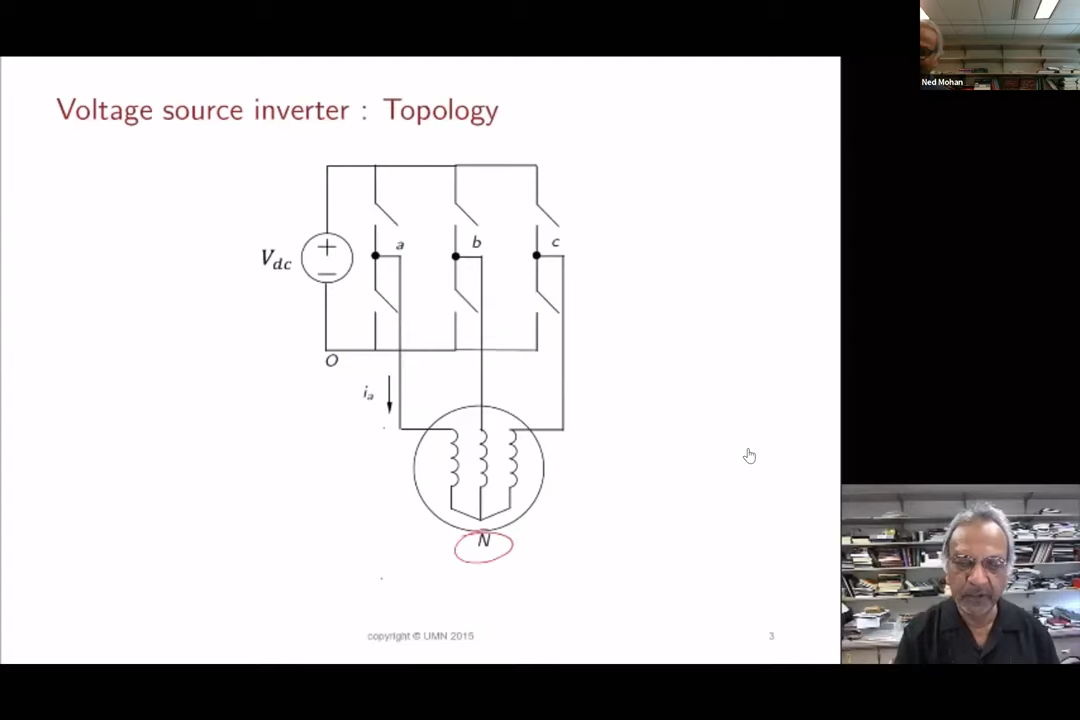 Ned Mohan
Voltage source inverter : Topology
a
b
c
V_dc
O
i_a
N
copyright © UMN 2015
3